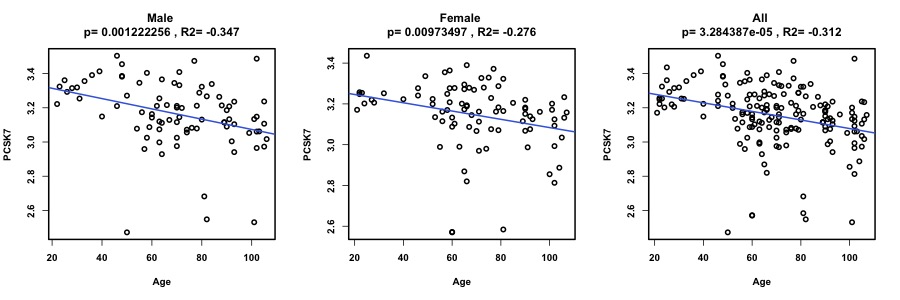 Male
p= 0.001222256 , R2= -0.347
PCSK7
3.4
3.2
3.0
2.8
2.6
20 40 60 80 100
Age
Female
p= 0.00973497 , R2= -0.276
PCSK7
3.4
3.2
3.0
2.8
2.6
20 40 60 80 100
Age
All
p= 3.284387e-05 , R2= -0.312
PCSK7
3.4
3.2
3.0
2.8
2.6
20 40 60 80 100
Age